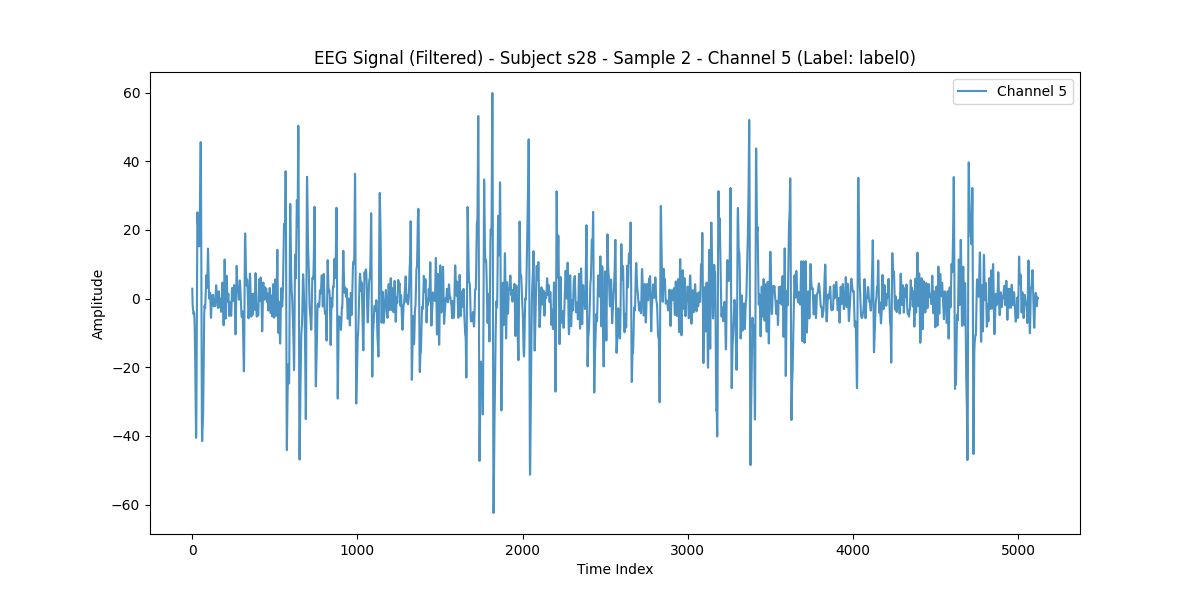 EEG Signal (Filtered) - Subject s28 - Sample 2 - Channel 5 (Label: label0)
Channel 5
60
40
20
0
−20
−40
−60
Amplitude
0 1000 2000 3000 4000 5000
Time Index